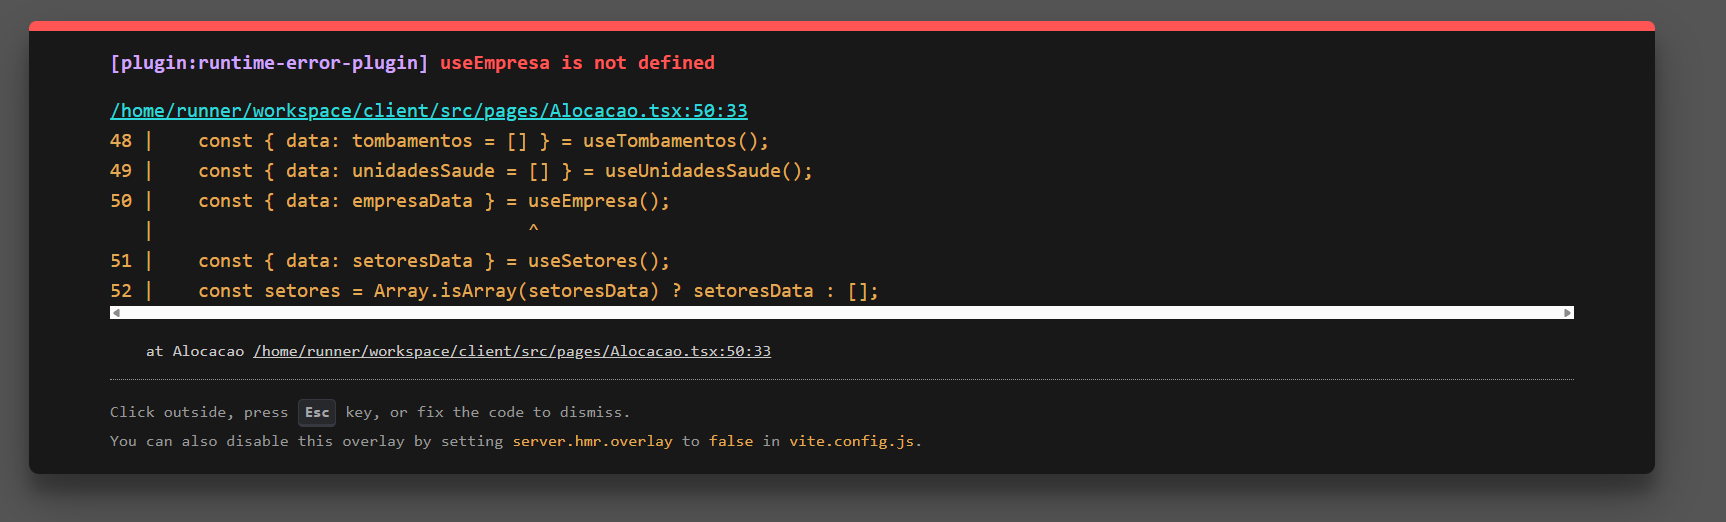 [plugin:runtime-error-plugin] useEmpresa is not defined
/home/runner/workspace/client/src/pages/Alocacao.tsx:50:33
48 |    const { data: tombamentos = [] } = useTombamentos();
49 |    const { data: unidadesSaude = [] } = useUnidadesSaude();
50 |    const { data: empresaData } = useEmpresa();
   |                                  ^
51 |    const { data: setoresData } = useSetores();
52 |    const setores = Array.isArray(setoresData) ? setoresData : [];
at Alocacao /home/runner/workspace/client/src/pages/Alocacao.tsx:50:33
Click outside, press Esc key, or fix the code to dismiss.
You can also disable this overlay by setting server.hmr.overlay to false in vite.config.js.